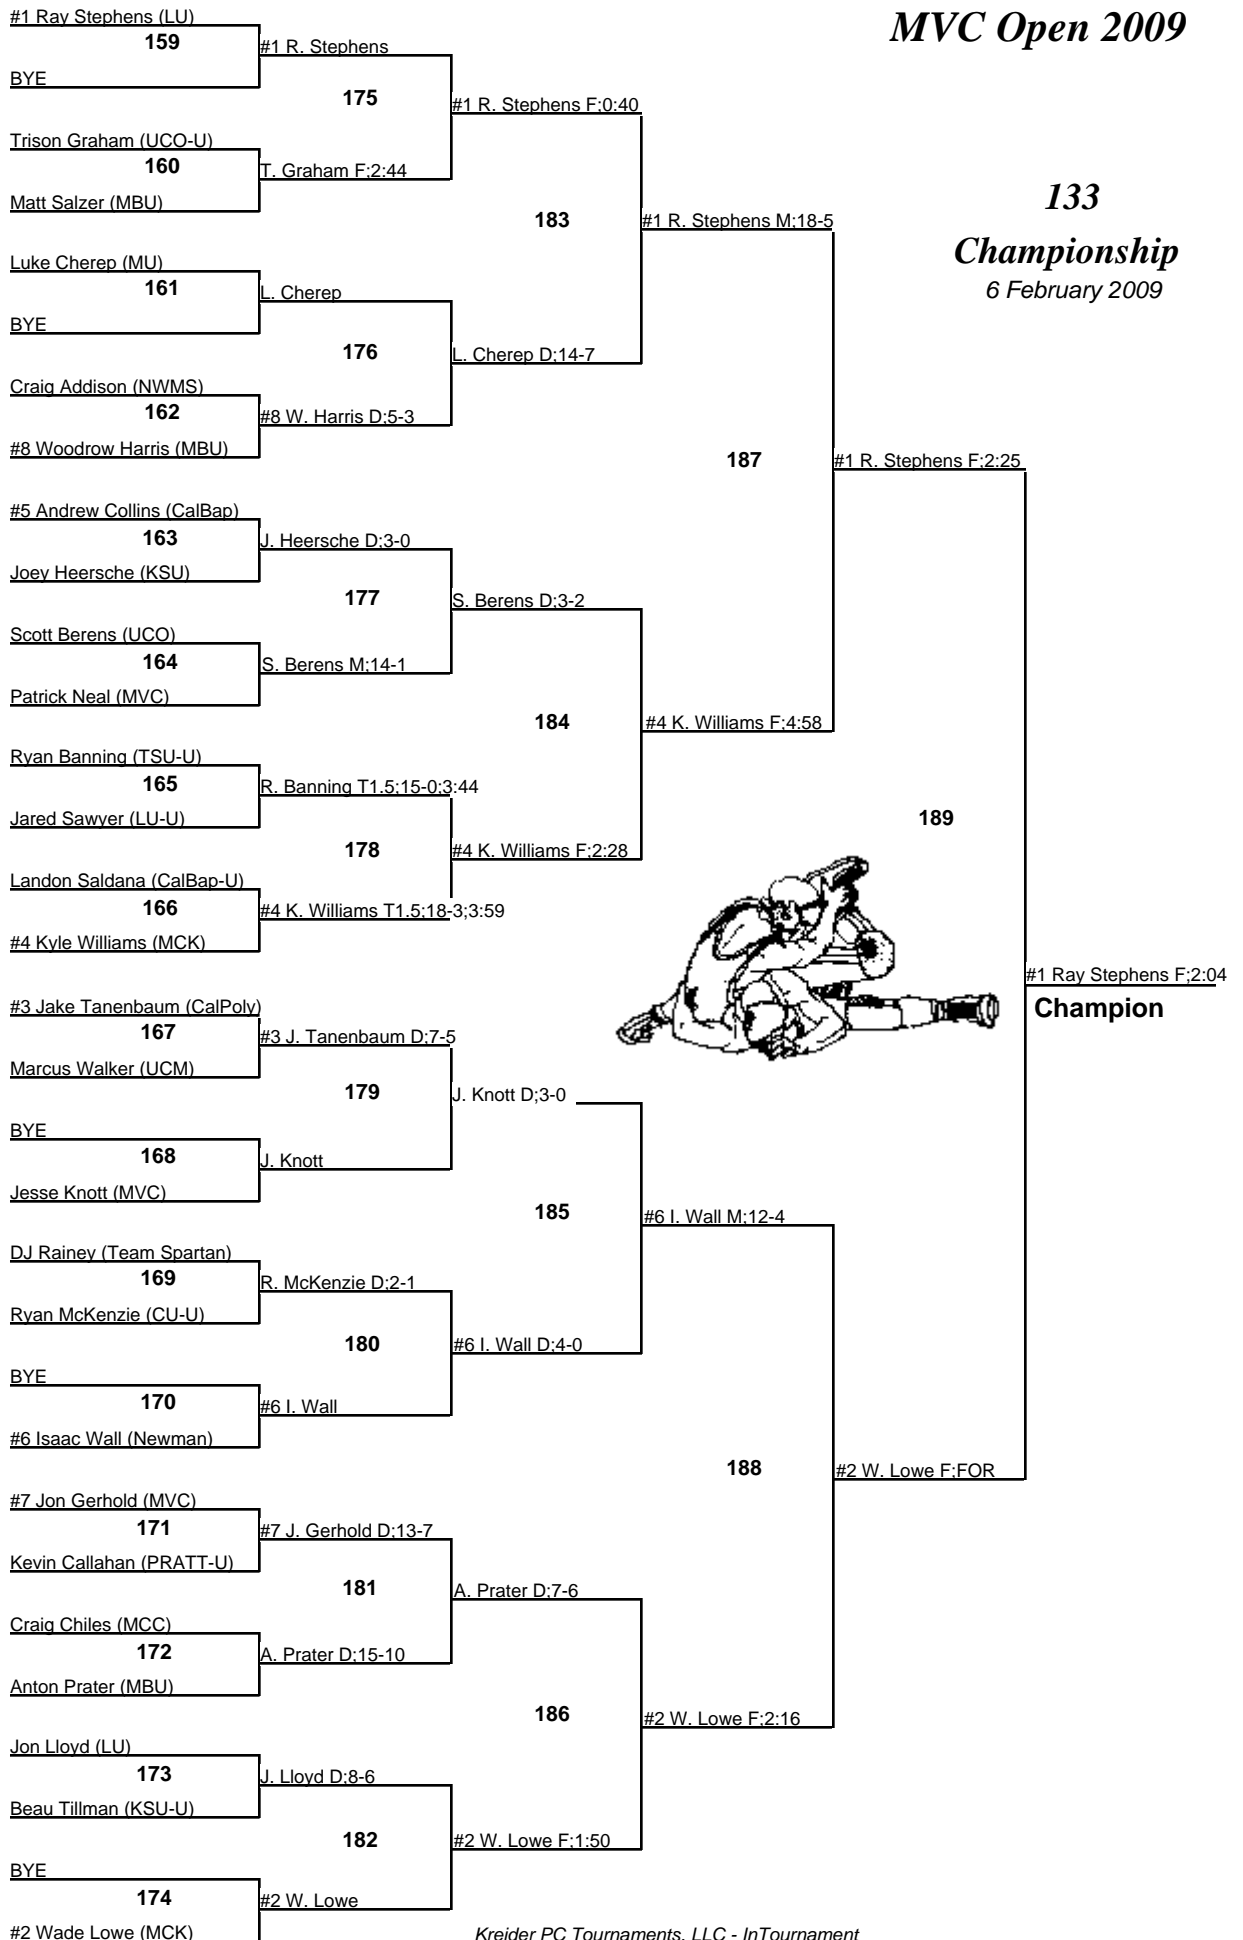 MVC Open 2009
133
Championship
6 February 2009
#1 Ray Stephens (LU)
159
BYE
#1 R. Stephens
175
Trison Graham (UCO-U)
160
Matt Salzer (MBU)
T. Graham F;2:44
#1 R. Stephens F;0:40
183
Luke Cherep (MU)
161
BYE
L. Cherep
176
Craig Addison (NWMS)
162
#8 Woodrow Harris (MBU)
#8 W. Harris D;5-3
L. Cherep D;14-7
#1 R. Stephens M;18-5
187
#5 Andrew Collins (CalBap)
163
Joey Heersche (KSU)
J. Heersche D;3-0
177
Scott Berens (UCO)
164
Patrick Neal (MVC)
S. Berens M;14-1
S. Berens D;3-2
184
Ryan Banning (TSU-U)
165
Jared Sawyer (LU-U)
R. Banning T1.5;15-0;3:44
178
Landon Saldana (CalBap-U)
166
#4 Kyle Williams (MCK)
#4 K. Williams T1.5;18-3;3:59
#4 K. Williams F;2:28
#4 K. Williams F;4:58
#1 R. Stephens F;2:25
189
#1 Ray Stephens F;2:04
Champion
#3 Jake Tanenbaum (CalPoly)
167
Marcus Walker (UCM)
#3 J. Tanenbaum D;7-5
179
BYE
168
Jesse Knott (MVC)
J. Knott
J. Knott D;3-0
185
DJ Rainey (Team Spartan)
169
Ryan McKenzie (CU-U)
R. McKenzie D;2-1
180
BYE
170
#6 Isaac Wall (Newman)
#6 I. Wall
#6 I. Wall D;4-0
#6 I. Wall M;12-4
188
#7 Jon Gerhold (MVC)
171
Kevin Callahan (PRATT-U)
#7 J. Gerhold D;13-7
181
Craig Chiles (MCC)
172
Anton Prater (MBU)
A. Prater D;15-10
A. Prater D;7-6
186
Jon Lloyd (LU)
173
Beau Tillman (KSU-U)
J. Lloyd D;8-6
182
BYE
174
#2 Wade Lowe (MCK)
#2 W. Lowe
#2 W. Lowe F;1:50
#2 W. Lowe F;2:16
#2 W. Lowe F;FOR
Kreider PC Tournaments, LLC - InTournament